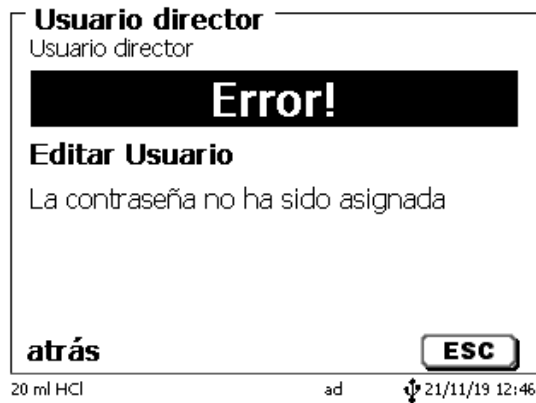 Usuario director
Usuario director
Error!
Editar Usuario
La contraseña no ha sido asignada
atrás ESC
20 ml HCl ad 21/11/19 12:46